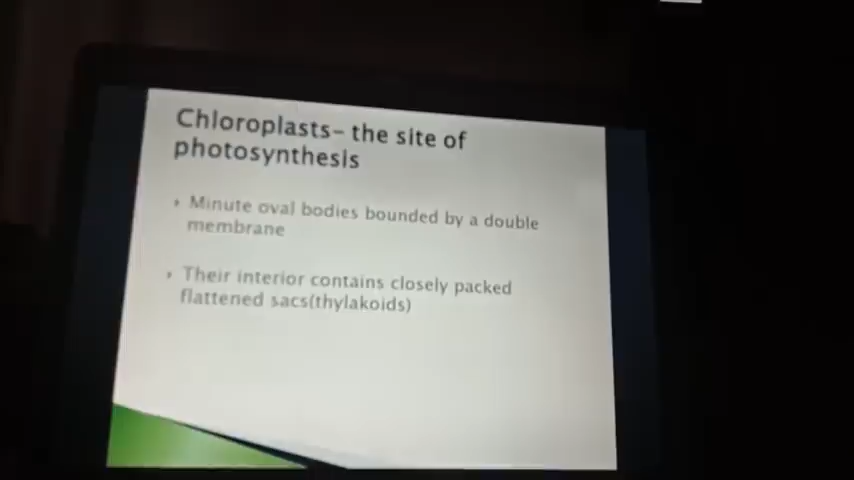 Chloroplasts- the site of
photosynthesis
Minute oval bodies bounded by a double
membrane
Their interior contains closely packed
flattened sacs(thylakoids)